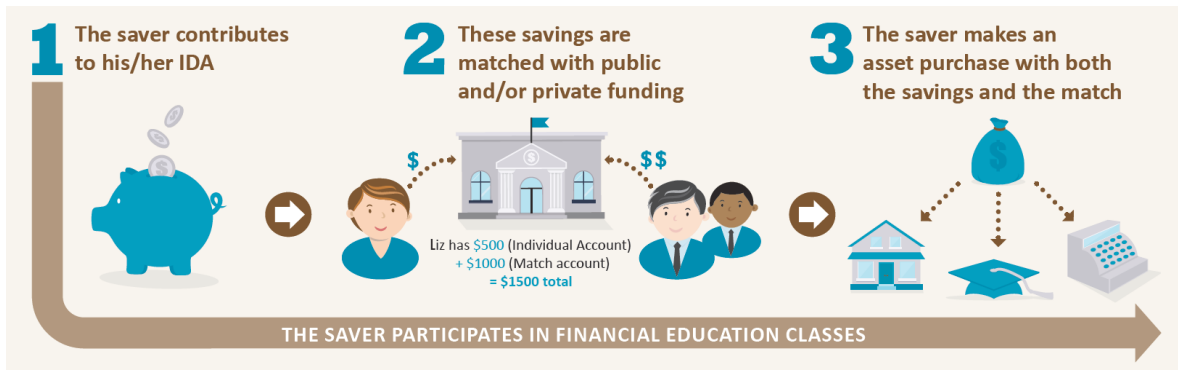 1
The saver contributes
to his/her IDA
2
These savings are
matched with public
and/or private funding
$
$
$$
Liz has $500 (Individual Account)
+ $1000 (Match account)
= $1500 total
3
The saver makes an
asset purchase with both
the savings and the match
$
THE SAVER PARTICIPATES IN FINANCIAL EDUCATION CLASSES